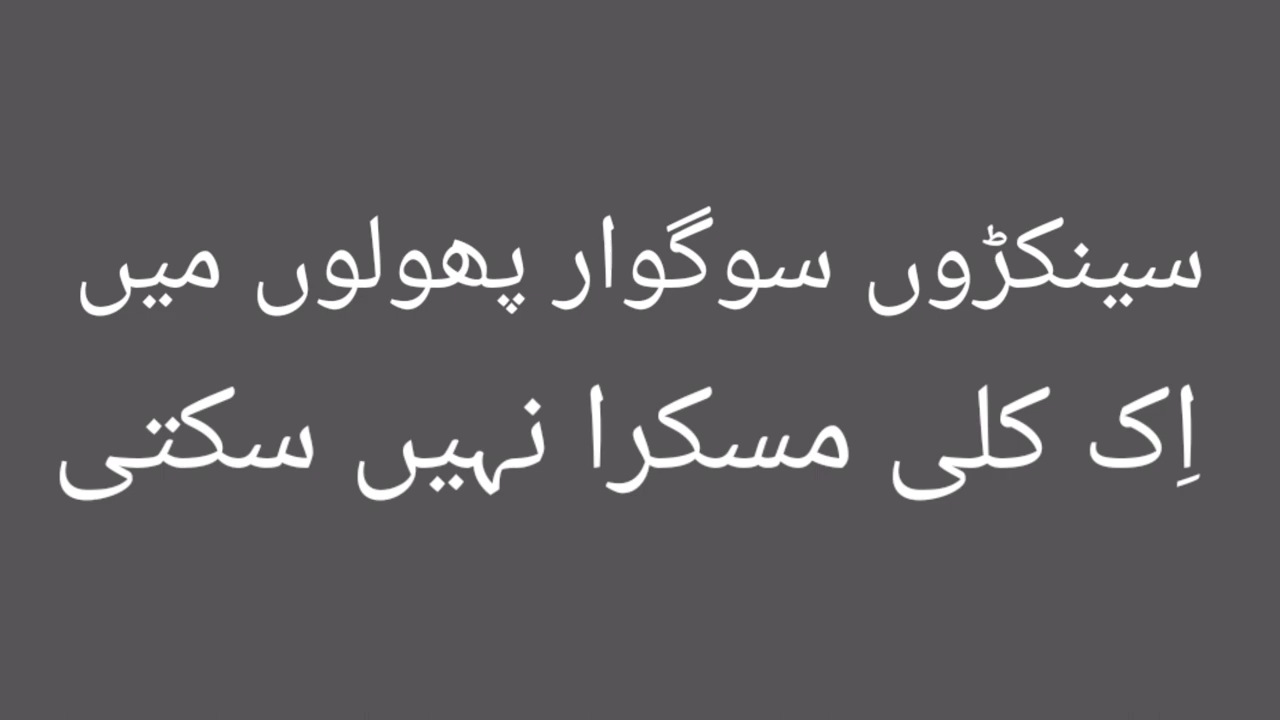 سینکڑوں سوگوار پھولوں میں
اِک کلی مسکرا نہیں سکتی